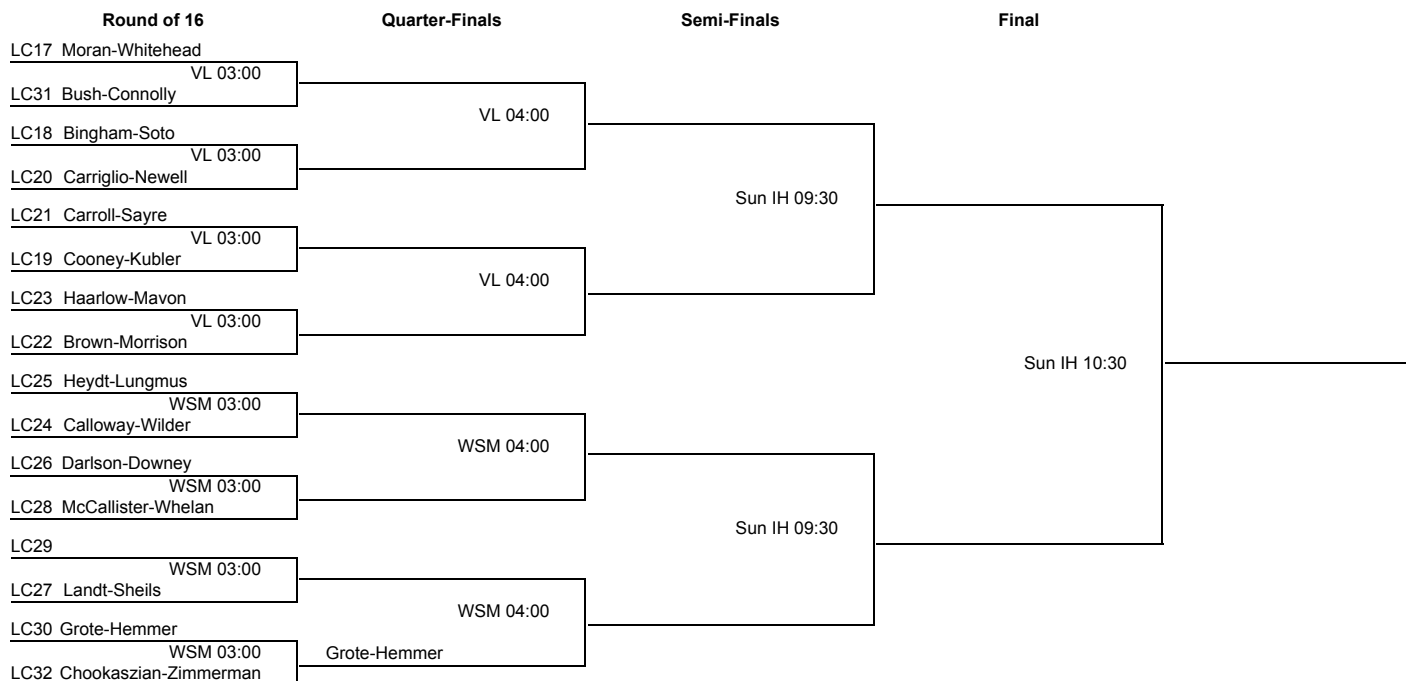 Round of 16 Quarter-Finals Semi-Finals Final
LC17 Moran-Whitehead
VL 03:00
LC31 Bush-Connolly
VL 04:00
LC18 Bingham-Soto
VL 03:00
LC20 Carriglio-Newell
Sun IH 09:30
LC21 Carroll-Sayre
VL 03:00
LC19 Cooney-Kubler
VL 04:00
LC23 Haarlow-Mavon
VL 03:00
LC22 Brown-Morrison
Sun IH 10:30
LC25 Heydt-Lungmus
WSM 03:00
LC24 Calloway-Wilder
WSM 04:00
LC26 Darlson-Downey
WSM 03:00
LC28 McCallister-Whelan
Sun IH 09:30
LC29
WSM 03:00
LC27 Landt-Sheils
WSM 04:00
LC30 Grote-Hemmer
WSM 03:00 Grote-Hemmer
LC32 Chookaszian-Zimmerman